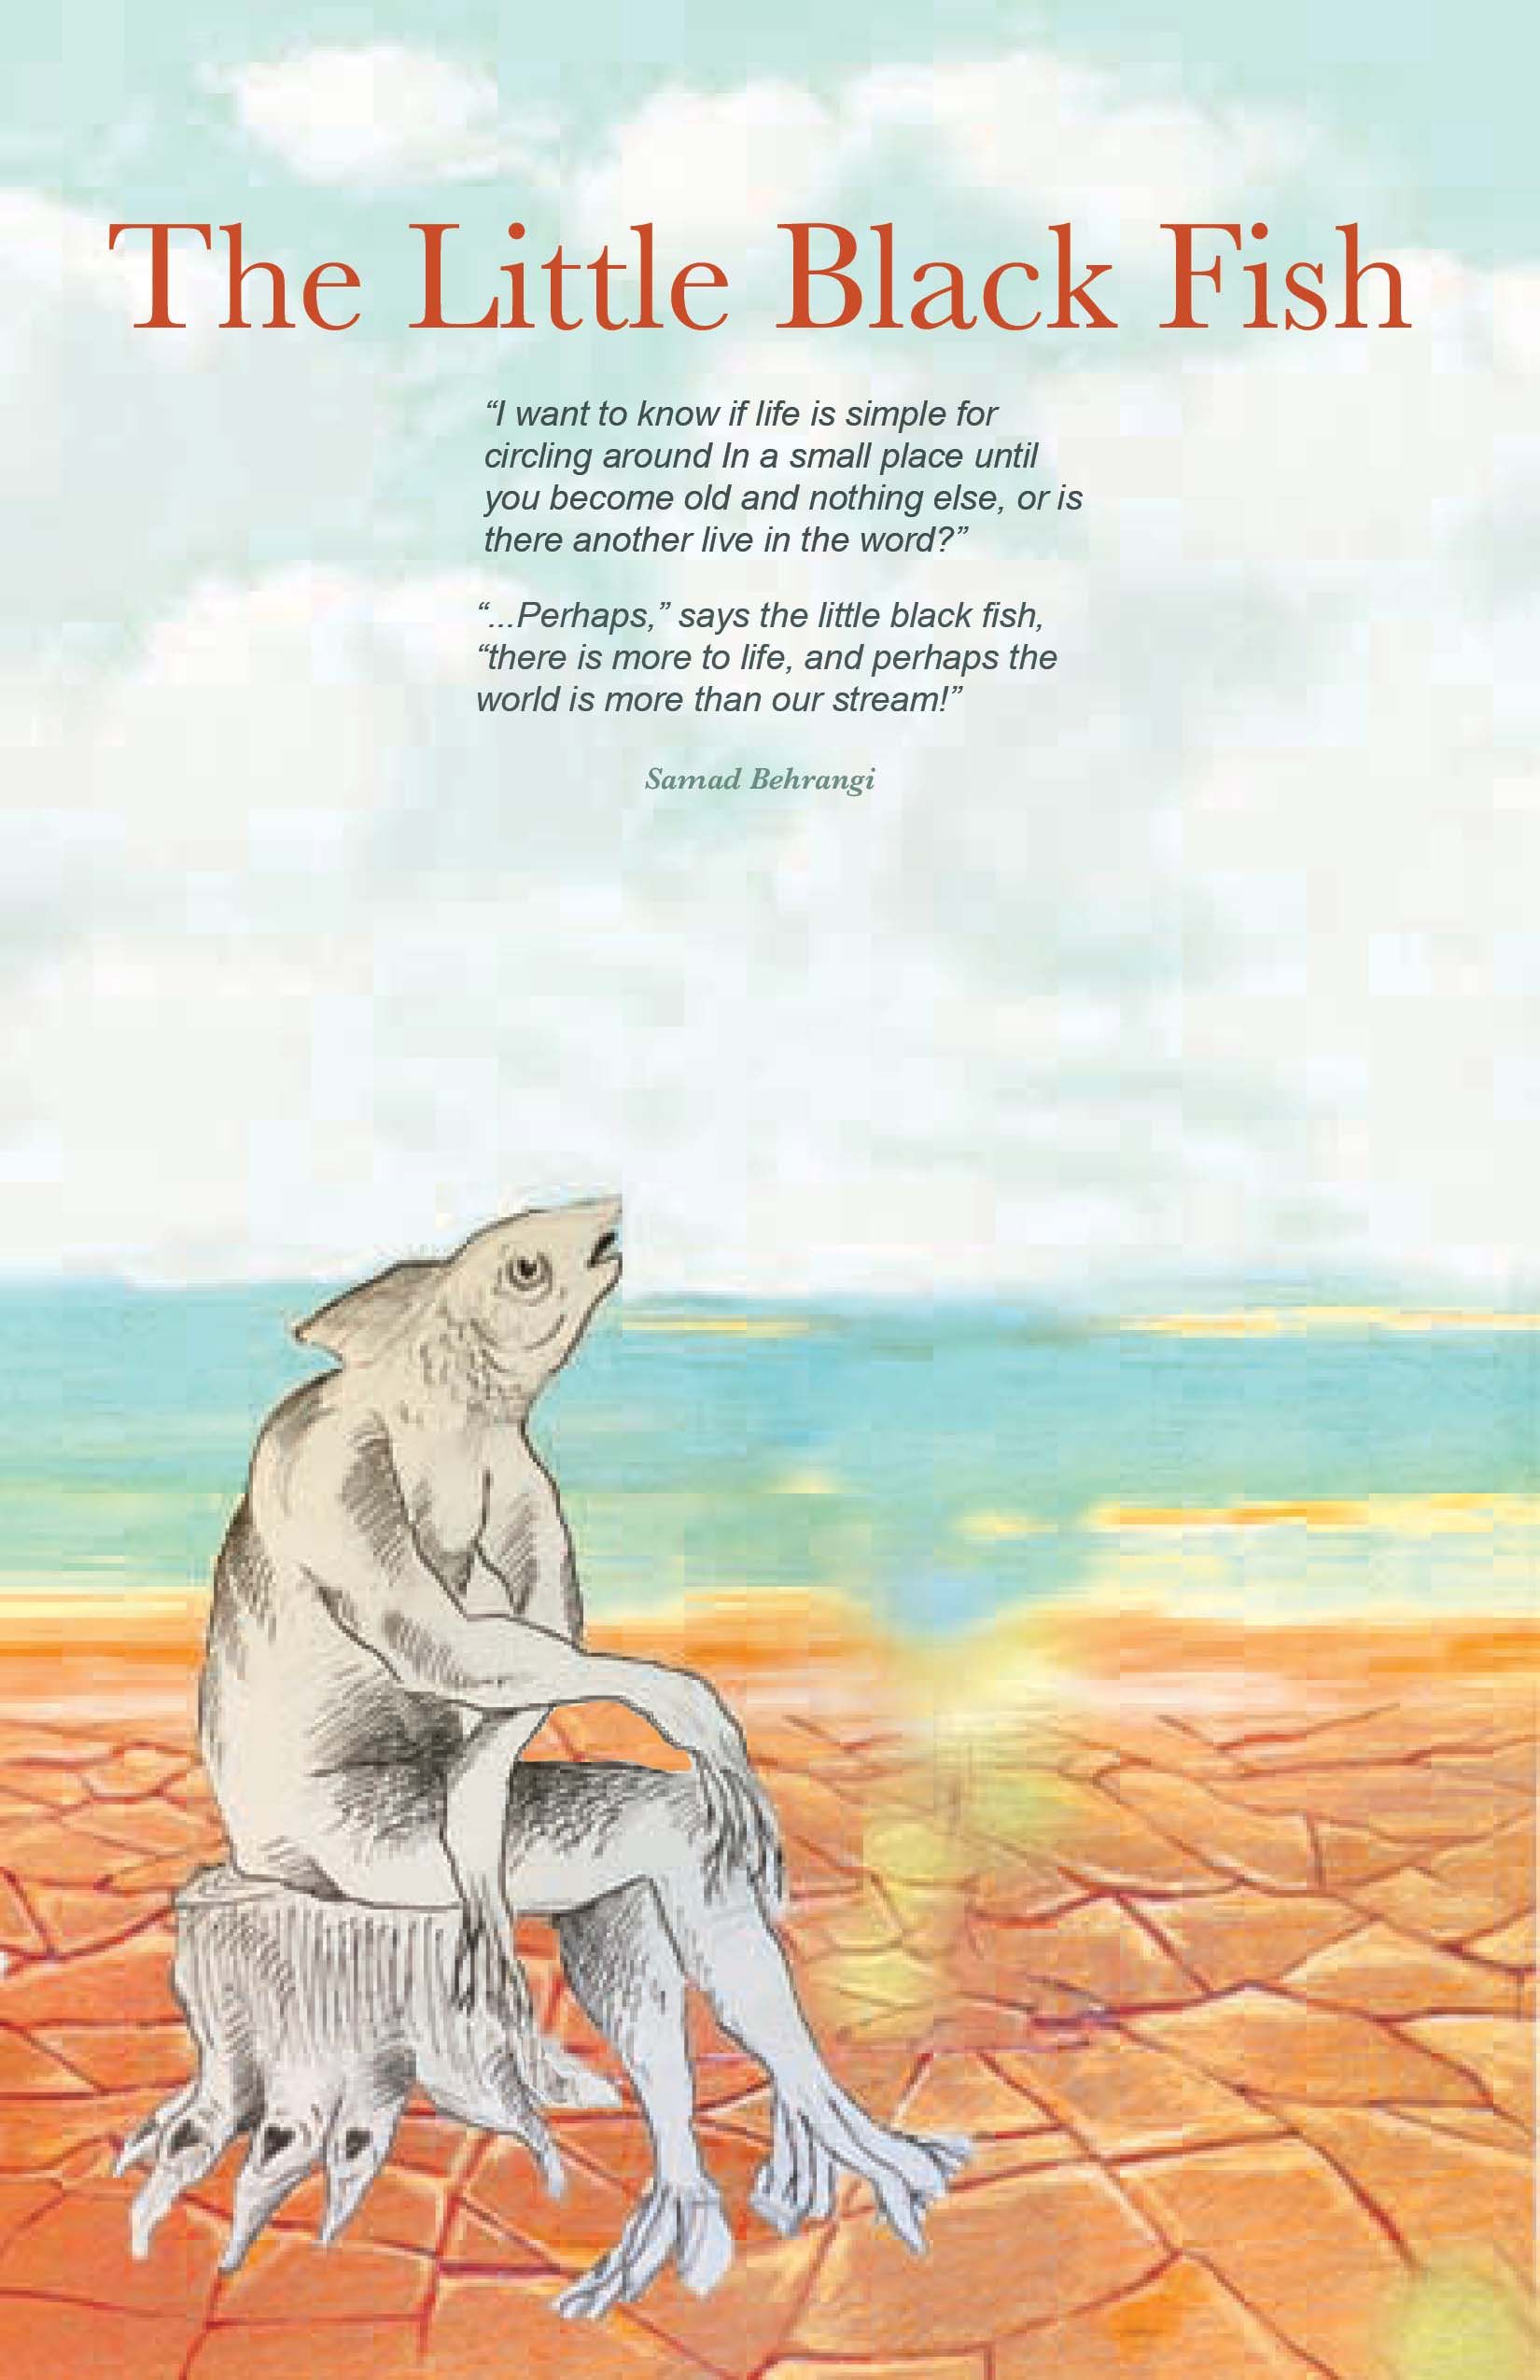 The Little Black Fish
“I want to know if life is simple for
circling around In a small place until
you become old and nothing else, or is
there another live in the word?”
“...Perhaps,” says the little black fish,
“there is more to life, and perhaps the
world is more than our stream!”
Samad Behrangi